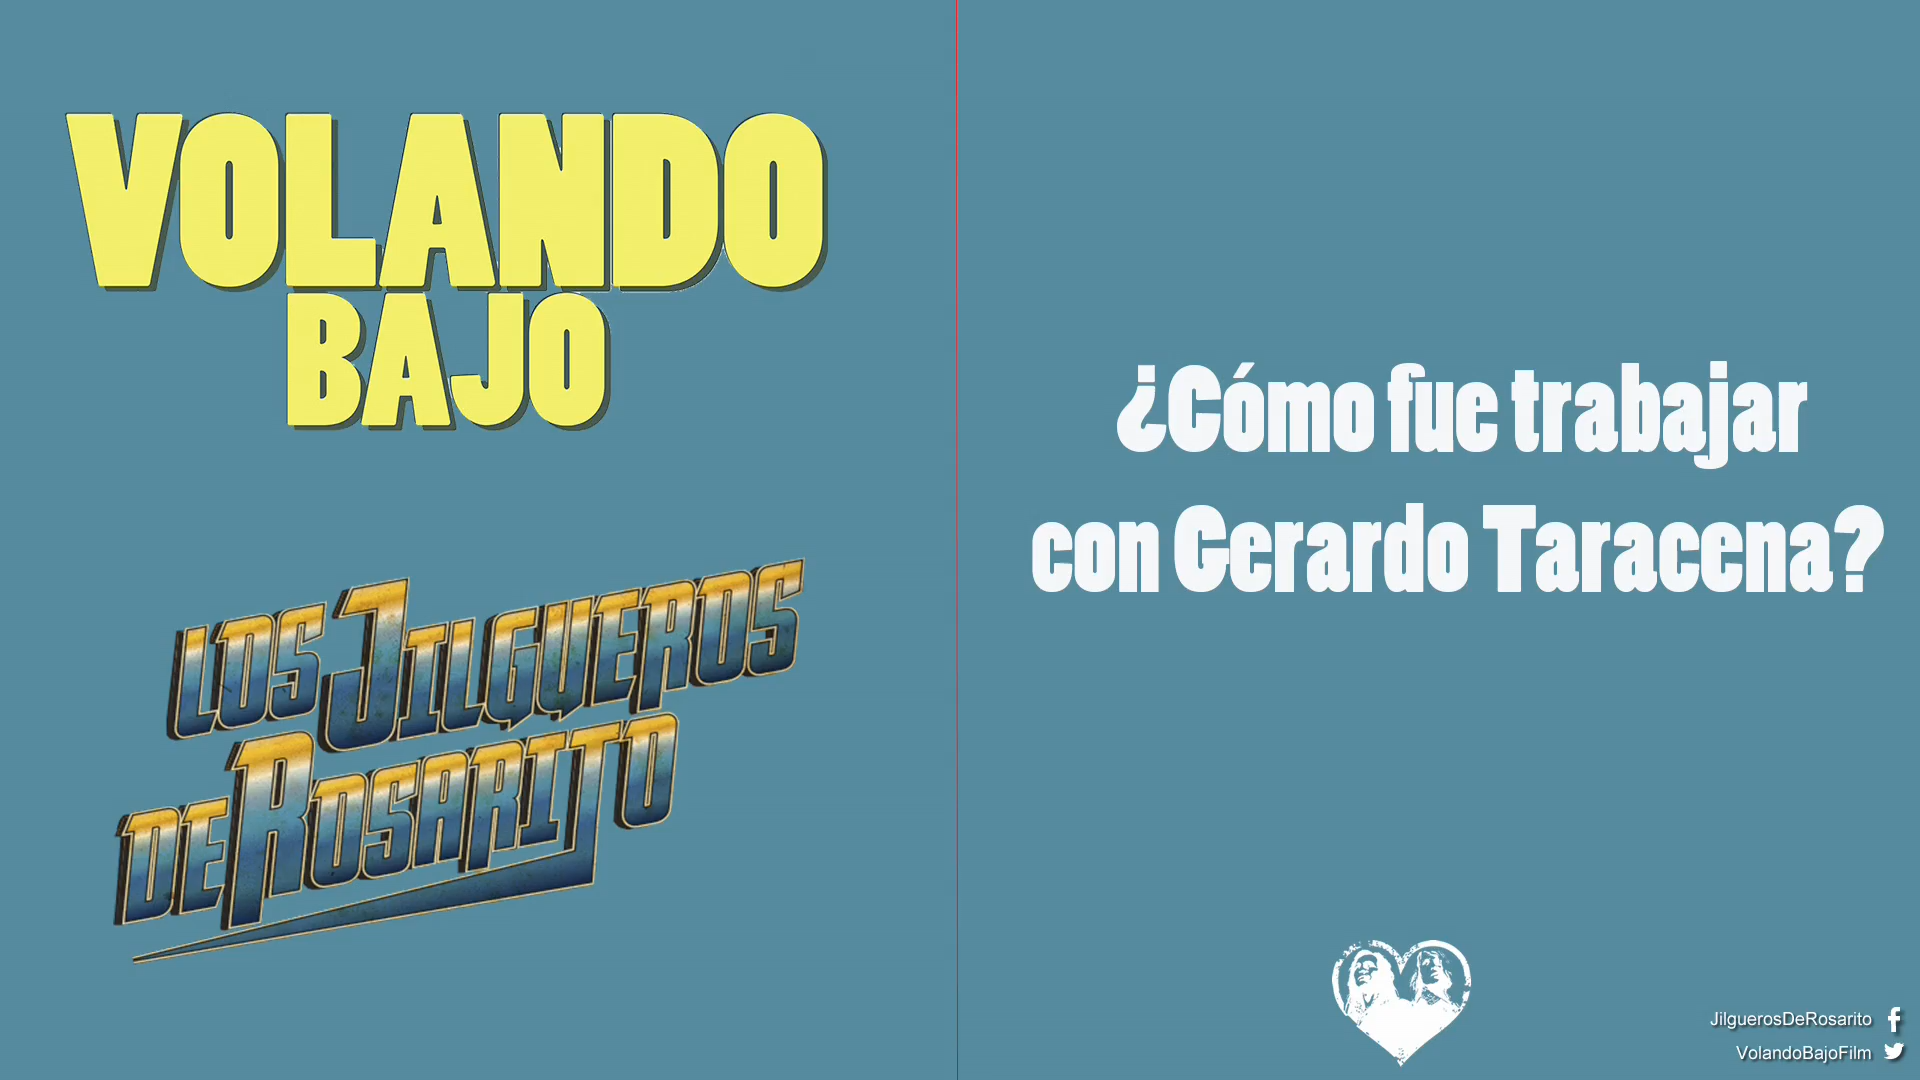 VOLANDO
BAJO
LOS JILGUEROS
DE ROSARITO
¿Cómo fue trabajar
con Gerardo Taracena?
JilguerosDeRosarito
VolandoBajoFilm